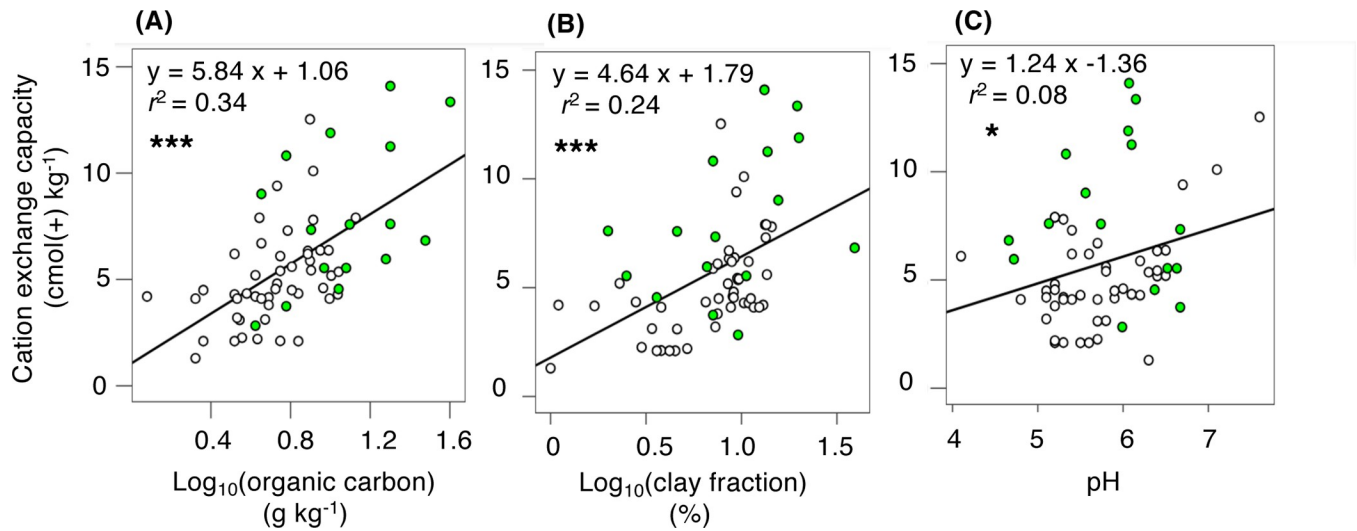 (A)
(B)
(C)
Cation exchange capacity
(cmol(+) kg-1)
y = 5.84 x + 1.06
r2 = 0.34
***
15
10
5
0
0.4 0.8 1.2 1.6
Log10(organic carbon)
(g kg-1)
y = 4.64 x + 1.79
r2 = 0.24
***
15
10
5
0
0 0.5 1.0 1.5
Log10(clay fraction)
(%)
y = 1.24 x -1.36
r2 = 0.08
*
15
10
5
0
4 5 6 7
pH